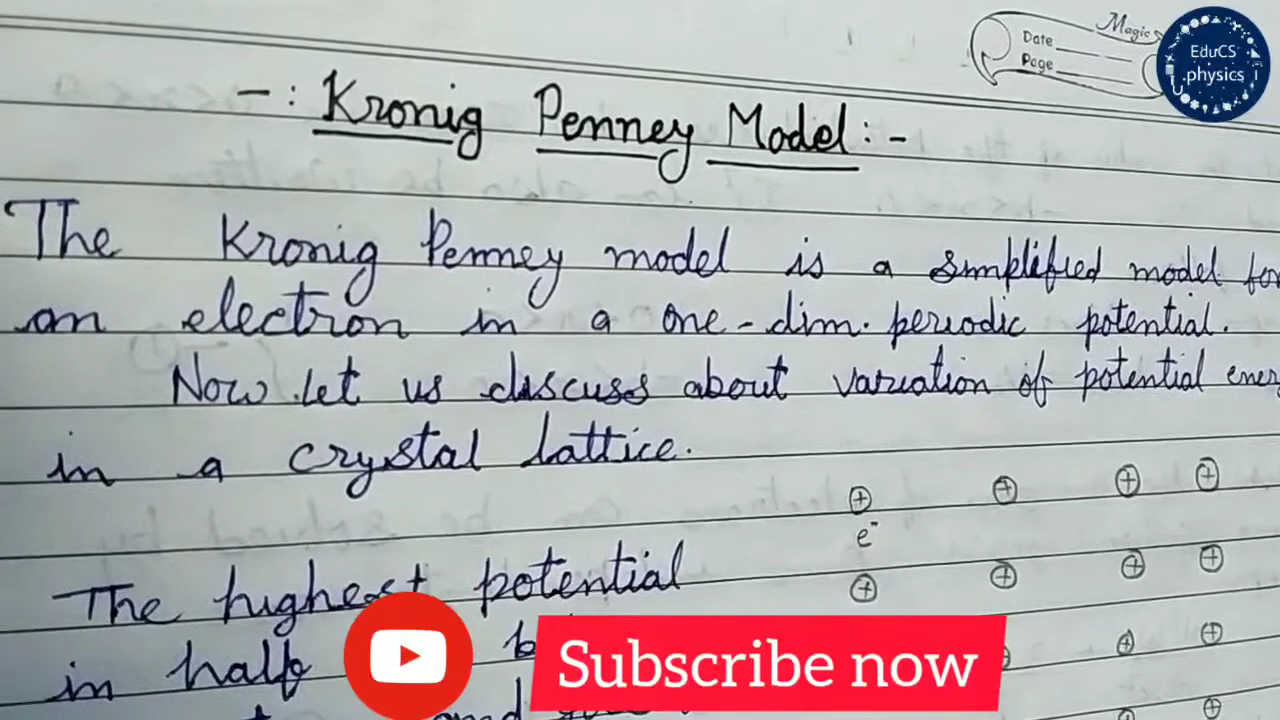 Magic
Date
Page
EduCS
.physics
-: Kronig Penney Model:-
The Kronig Penney model is a simplified model for
an electron in a one-dim. periodic potential.
Now let us discuss about variation of potential ener
in a crystal lattice.
+ + + +
e⁻
+ + + +
The highest potential
in half
+ +
Subscribe now
and
+